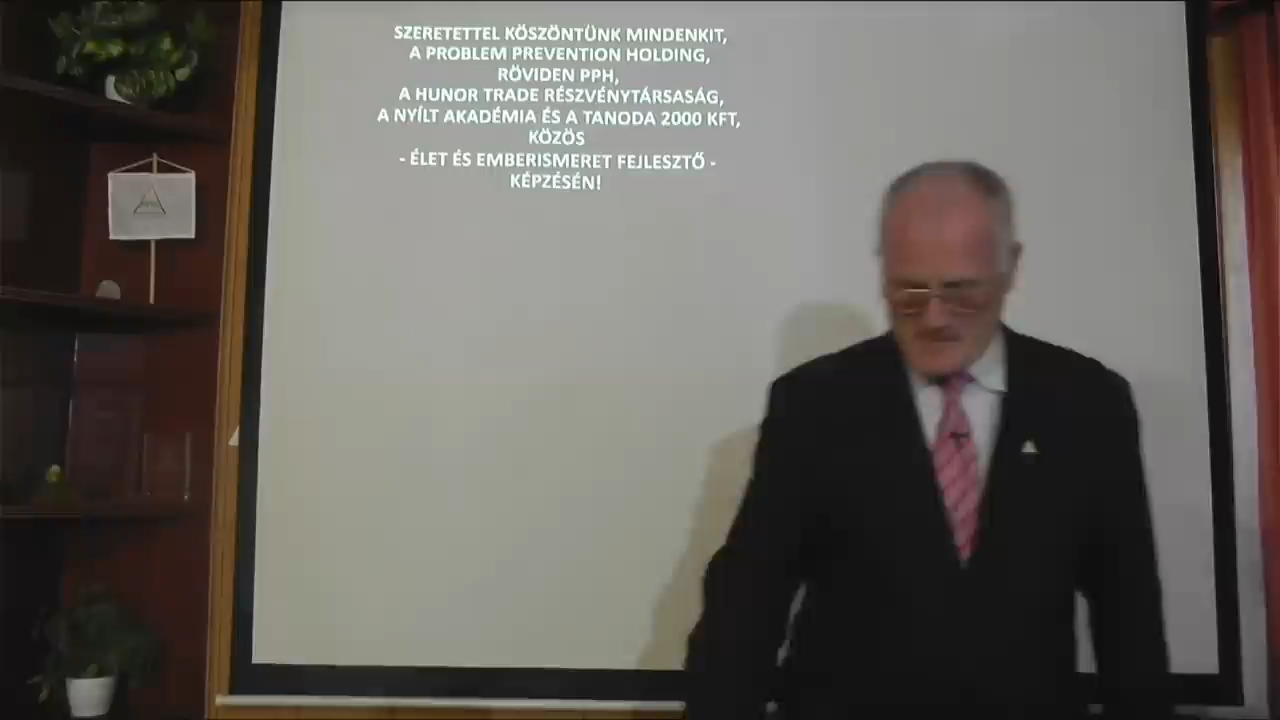 SZERETETTEL KÖSZÖNTÜNK MINDENKIT,
A PROBLEM PREVENTION HOLDING,
RÖVIDEN PPH,
A HUNOR TRADE RÉSZVÉNYTÁRSASÁG,
A NYÍLT AKADÉMIA ÉS A TANODA 2000 KFT,
KÖZÖS
- ÉLET ÉS EMBERISMERET FEJLESZTŐ -
KÉPZÉSÉN!